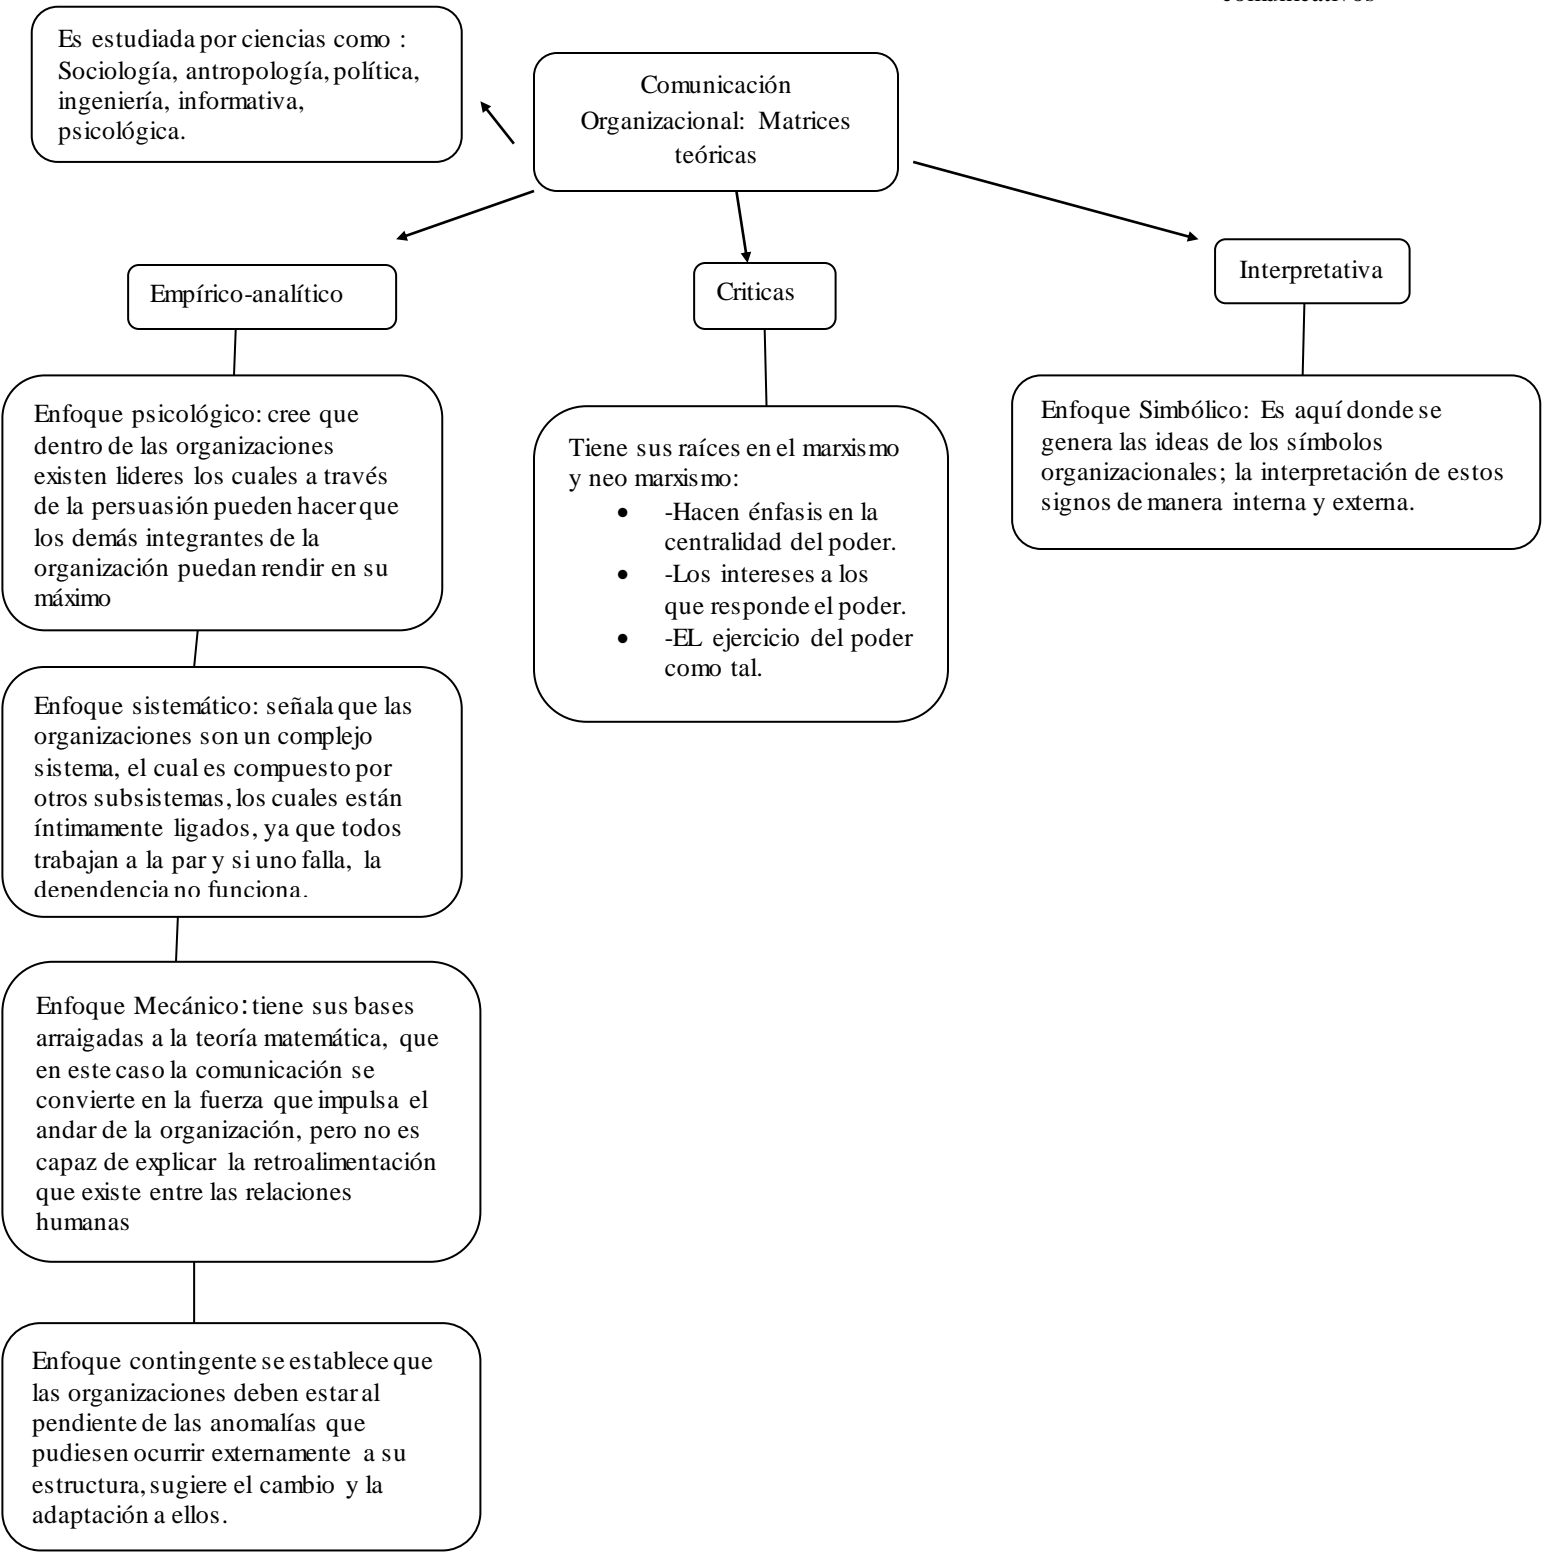 Es estudiada por ciencias como :
Sociología, antropología, política,
ingeniería, informativa,
psicológica.
Comunicación
Organizacional: Matrices
teóricas
Empírico-analítico
Criticas
Interpretativa
Enfoque psicológico: cree que
dentro de las organizaciones
existen lideres los cuales a través
de la persuasión pueden hacer que
los demás integrantes de la
organización puedan rendir en su
máximo
Enfoque sistemático: señala que las
organizaciones son un complejo
sistema, el cual es compuesto por
otros subsistemas, los cuales están
íntimamente ligados, ya que todos
trabajan a la par y si uno falla, la
dependencia no funciona.
Enfoque Mecánico: tiene sus bases
arraigadas a la teoría matemática, que
en este caso la comunicación se
convierte en la fuerza que impulsa el
andar de la organización, pero no es
capaz de explicar la retroalimentación
que existe entre las relaciones
humanas
Enfoque contingente se establece que
las organizaciones deben estar al
pendiente de las anomalías que
pudiesen ocurrir externamente a su
estructura, sugiere el cambio y la
adaptación a ellos.
Tiene sus raíces en el marxismo
y neo marxismo:
• -Hacen énfasis en la
centralidad del poder.
• -Los intereses a los
que responde el poder.
• -EL ejercicio del poder
como tal.
Enfoque Simbólico: Es aquí donde se
genera las ideas de los símbolos
organizacionales; la interpretación de estos
signos de manera interna y externa.